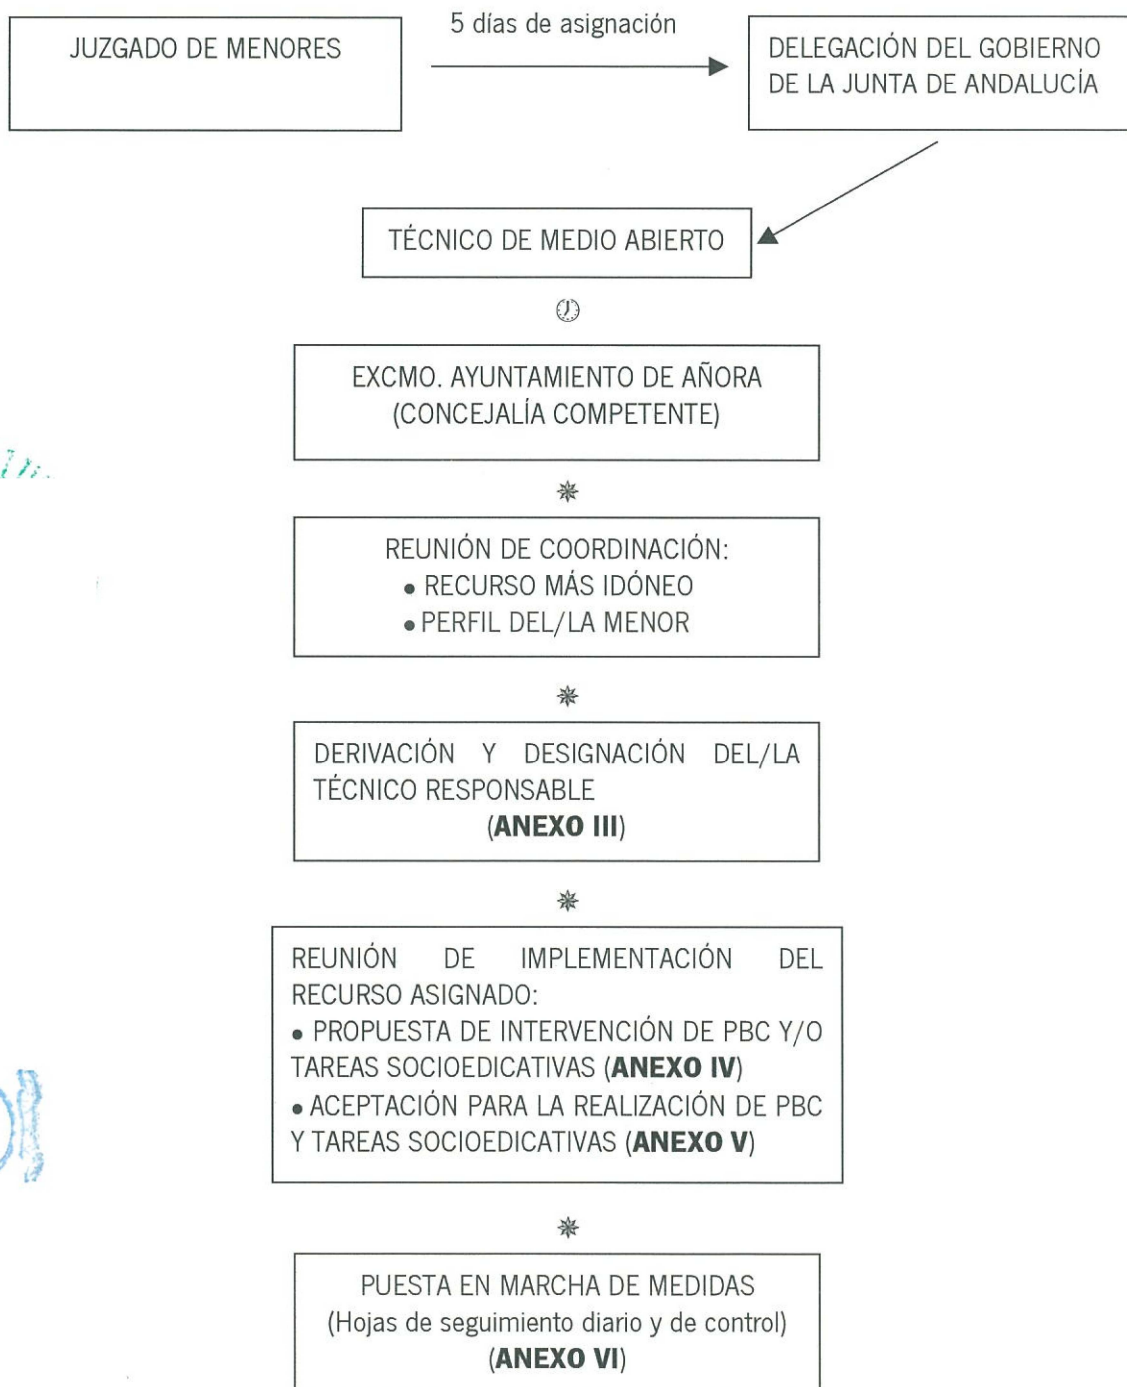 JUZGADO DE MENORES
5 días de asignación
DELEGACIÓN DEL GOBIERNO
DE LA JUNTA DE ANDALUCÍA
TÉCNICO DE MEDIO ABIERTO
EXCMO. AYUNTAMIENTO DE AÑORA
(CONCEJALÍA COMPETENTE)
REUNIÓN DE COORDINACIÓN:
• RECURSO MÁS IDÓNEO
• PERFIL DEL/LA MENOR
DERIVACIÓN Y DESIGNACIÓN DEL/LA
TÉCNICO RESPONSABLE
(ANEXO III)
REUNIÓN DE IMPLEMENTACIÓN DEL
RECURSO ASIGNADO:
• PROPUESTA DE INTERVENCIÓN DE PBC Y/O
TAREAS SOCIOEDICATIVAS (ANEXO IV)
• ACEPTACIÓN PARA LA REALIZACIÓN DE PBC
Y TAREAS SOCIOEDICATIVAS (ANEXO V)
PUESTA EN MARCHA DE MEDIDAS
(Hojas de seguimiento diario y de control)
(ANEXO VI)